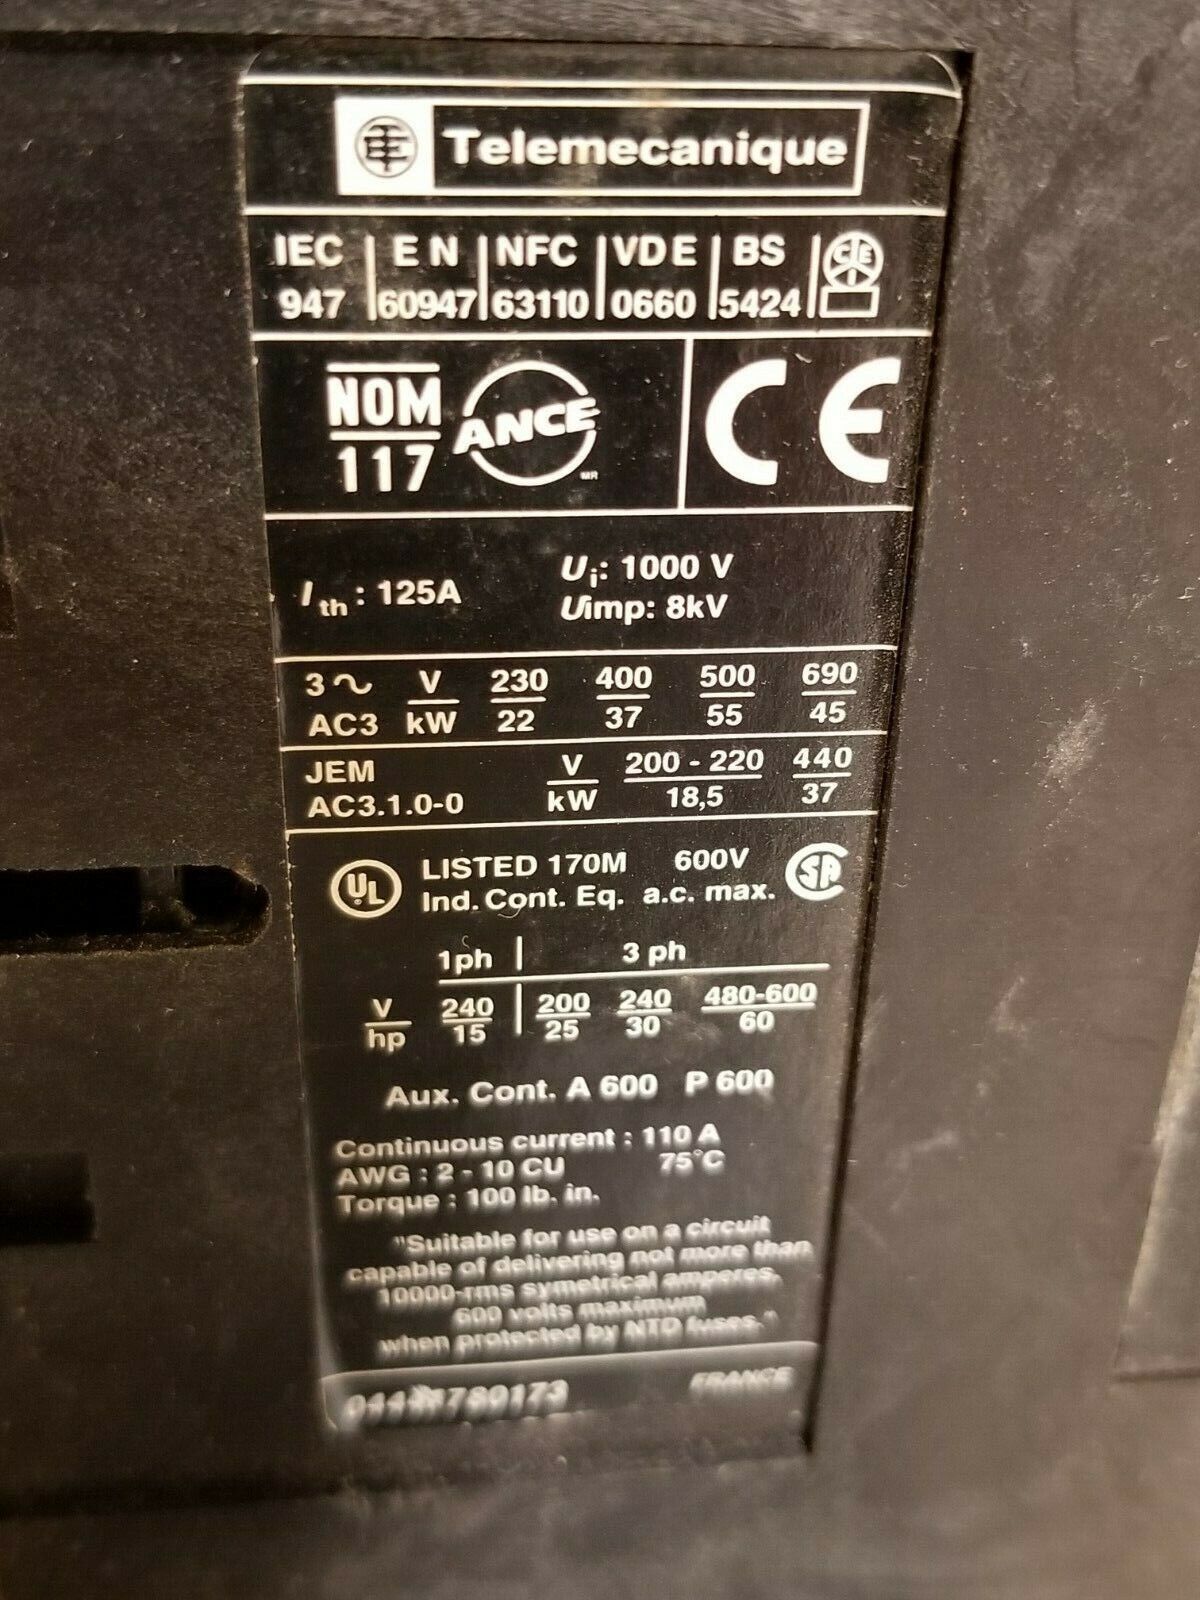 Telemecanique
IEC EN NFC VDE BS CEI
947 60947 63110 0660 5424
NOM ANCE CE
117 MR
Ith : 125A Ui: 1000 V
Uimp: 8kV
3~ V 230 400 500 690
AC3 kW 22 37 55 45
JEM V 200 - 220 440
AC3.1.0-0 kW 18,5 37
UL LISTED 170M 600V SA
Ind. Cont. Eq. a.c. max.
1ph 3 ph
V 240 200 240 480-600
hp 15 25 30 60
Aux. Cont. A 600 P 600
Continuous current : 110 A
AWG : 2 - 10 CU 75°C
Torque : 100 lb. in.
"Suitable for use on a circuit
capable of delivering not more than
10000-rms symetrical amperes,
600 volts maximum
when protected by NTD fuses."
FRANCE